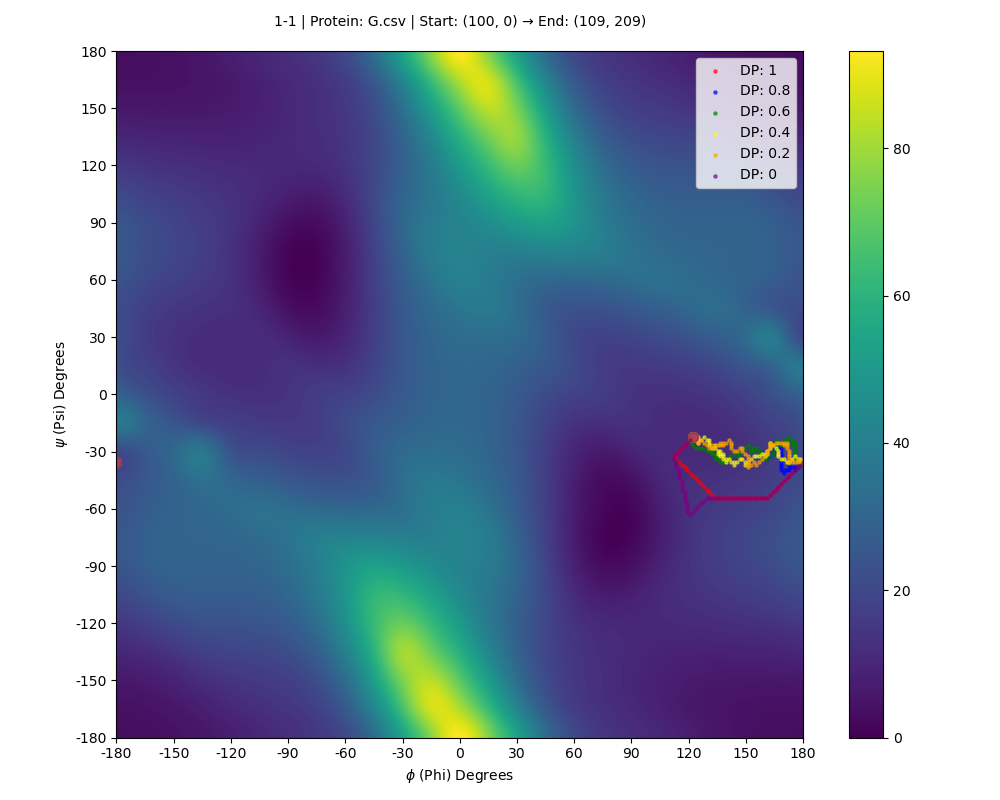 1-1 | Protein: G.csv | Start: (100, 0) → End: (109, 209)
DP: 1
DP: 0.8
DP: 0.6
DP: 0.4
DP: 0.2
DP: 0
180
150
120
90
60
30
0
-30
-60
-90
-120
-150
-180
ψ (Psi) Degrees
-180 -150 -120 -90 -60 -30 0 30 60 90 120 150 180
ϕ (Phi) Degrees
80
60
40
20
0